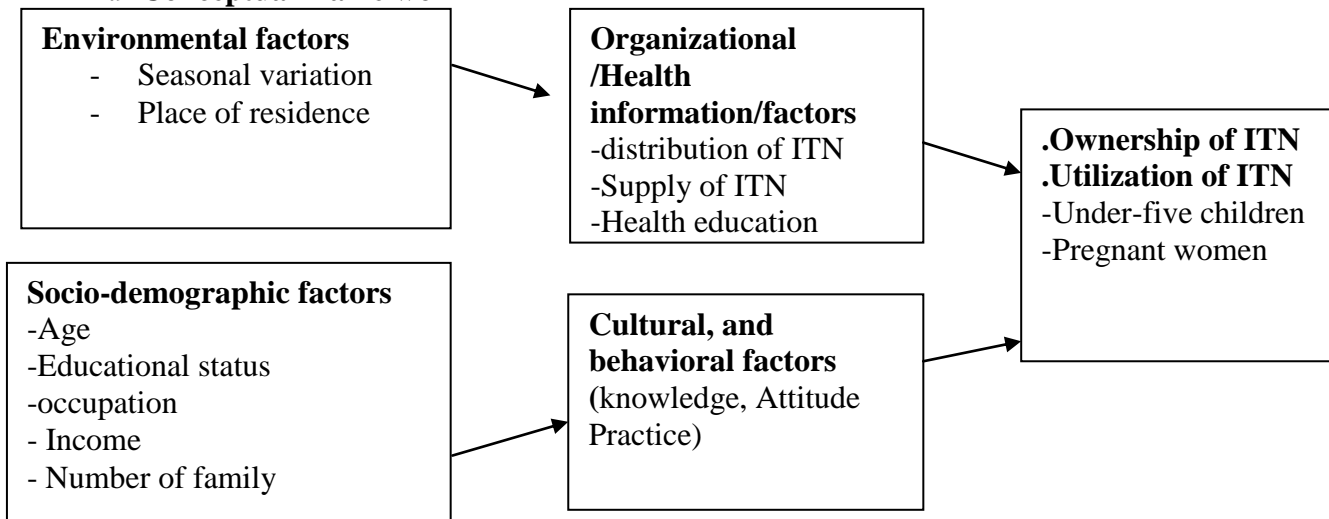 Environmental factors
- Seasonal variation
- Place of residence
Organizational
/Health
information/factors
-distribution of ITN
-Supply of ITN
-Health education
.Ownership of ITN
.Utilization of ITN
-Under-five children
-Pregnant women
Socio-demographic factors
-Age
-Educational status
-occupation
- Income
- Number of family
Cultural, and
behavioral factors
(knowledge, Attitude
Practice)